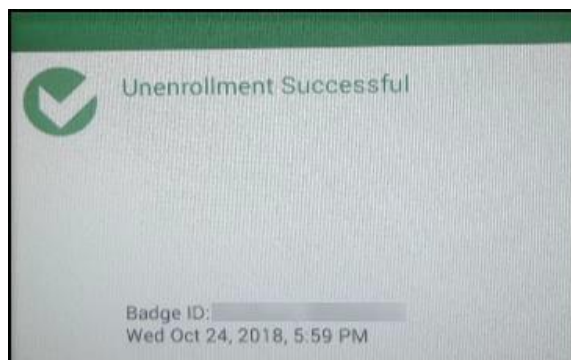 Unenrollment Successful
Badge ID:
Wed Oct 24, 2018, 5:59 PM